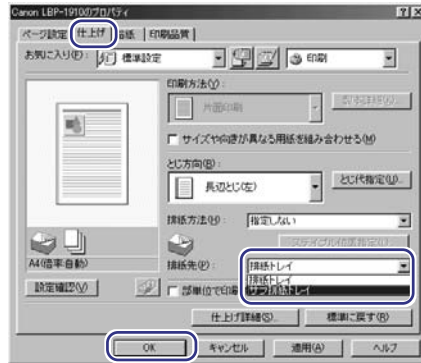 Canon LBP-1910のプロパティ
ページ設定 仕上げ 給紙 印刷品質
お気に入り(F): 標準設定 印刷
印刷方法(Y):
片面印刷
サイズや向きが異なる用紙を組み合わせる(M)
とじ方向(B):
長辺とじ(左) とじ代指定(U)...
排紙方法(H): 指定しない
A4(倍率:自動)
排紙先(P): 排紙トレイ
排紙トレイ
サブ排紙トレイ
設定確認(V) 部単位で印刷
仕上げ詳細(S)... 標準に戻す(R)
OK キャンセル 適用(A) ヘルプ